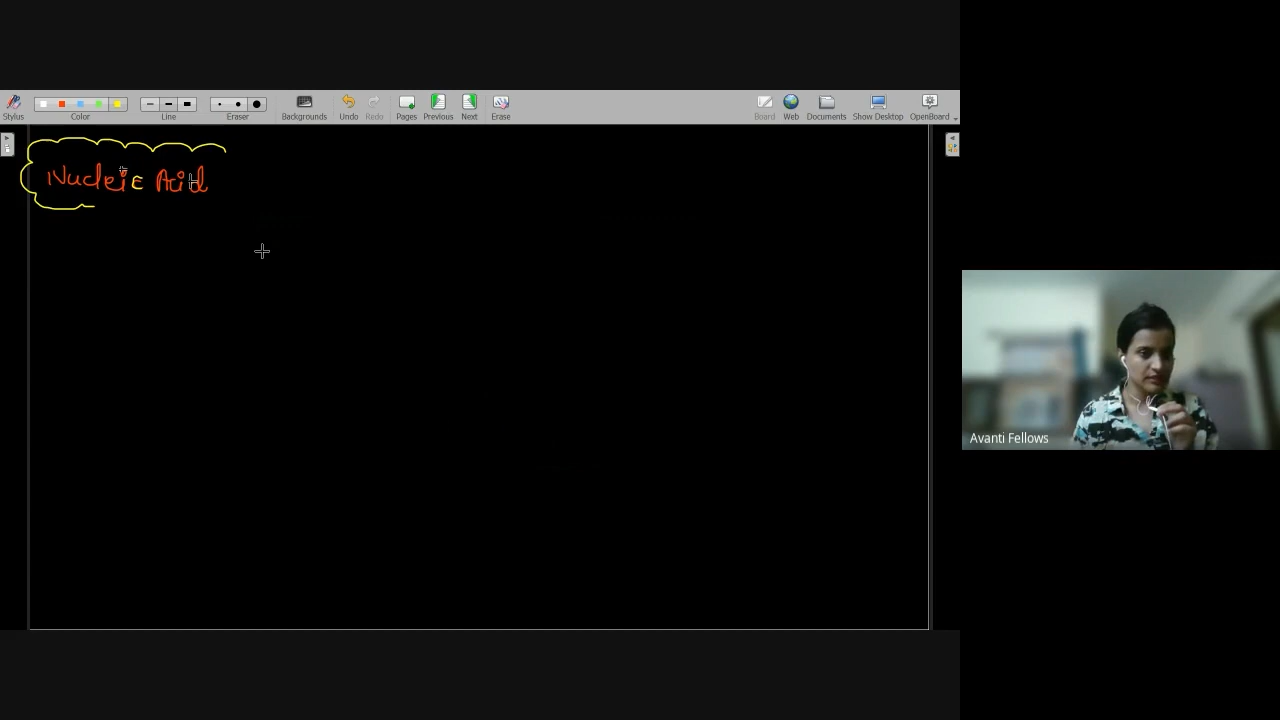 Stylus
Color
Line
Eraser
Backgrounds
Undo
Redo
Pages
Previous
Next
Erase
Board
Web
Documents
Show Desktop
OpenBoard
Nucleic Acid
Avanti Fellows